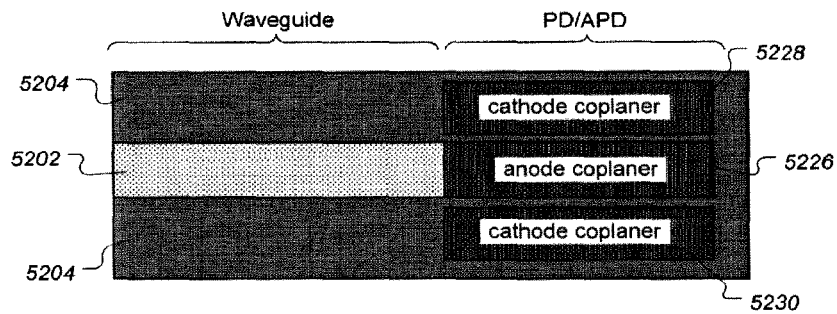 Waveguide PD/APD
5204 5228
cathode coplaner
5202 anode coplaner 5226
cathode coplaner
5204 5230